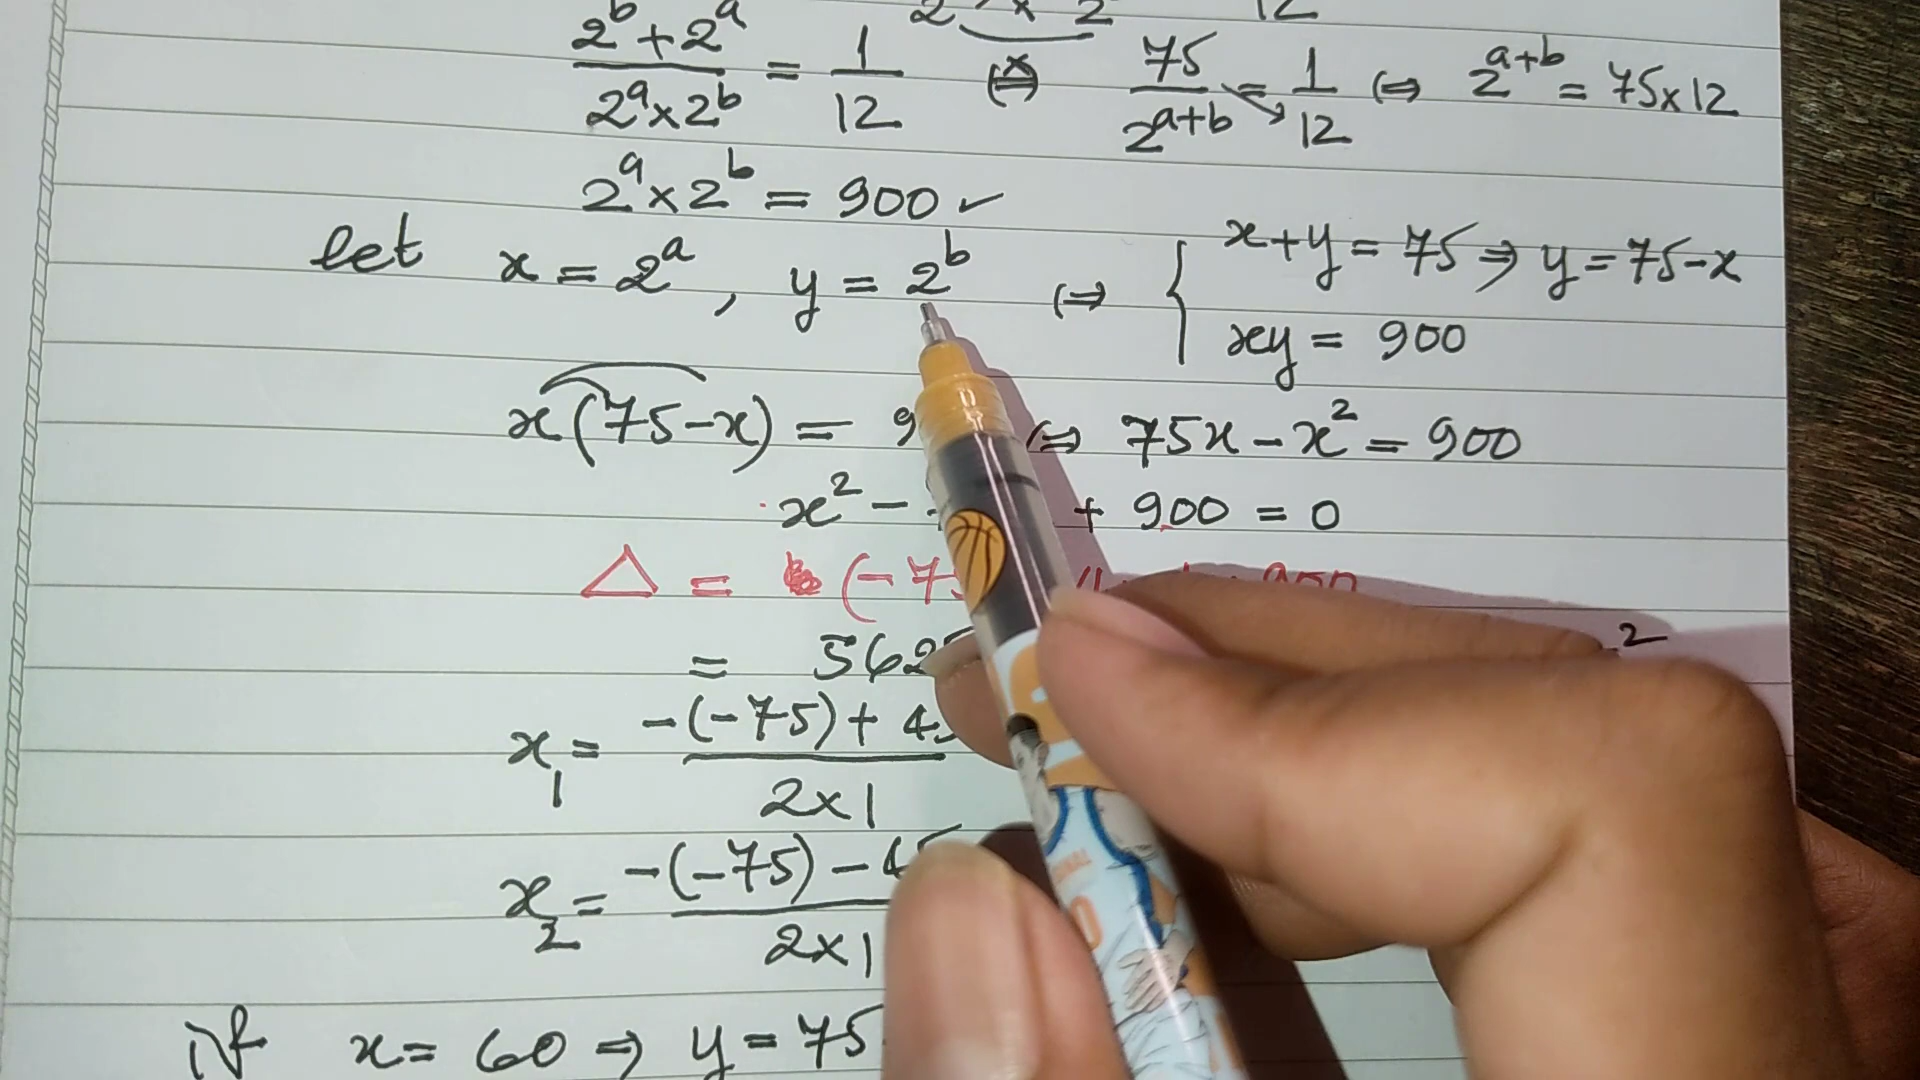 2^b + 2^a / 2^a × 2^b = 1/12 (⇔) 75 / 2^(a+b) = 1/12 ⇔ 2^(a+b) = 75 × 12
2^a × 2^b = 900 ✓
let x = 2^a , y = 2^b ⇔ { x + y = 75 ⇒ y = 75 - x
xy = 900
x(75 - x) = 9 ⇔ 75x - x² = 900
x² - + 900 = 0
Δ = (-75
= 562
x₁ = -(-75) + 45 / 2×1
x₂ = -(-75) - 45 / 2×1
if x = 60 ⇒ y = 75